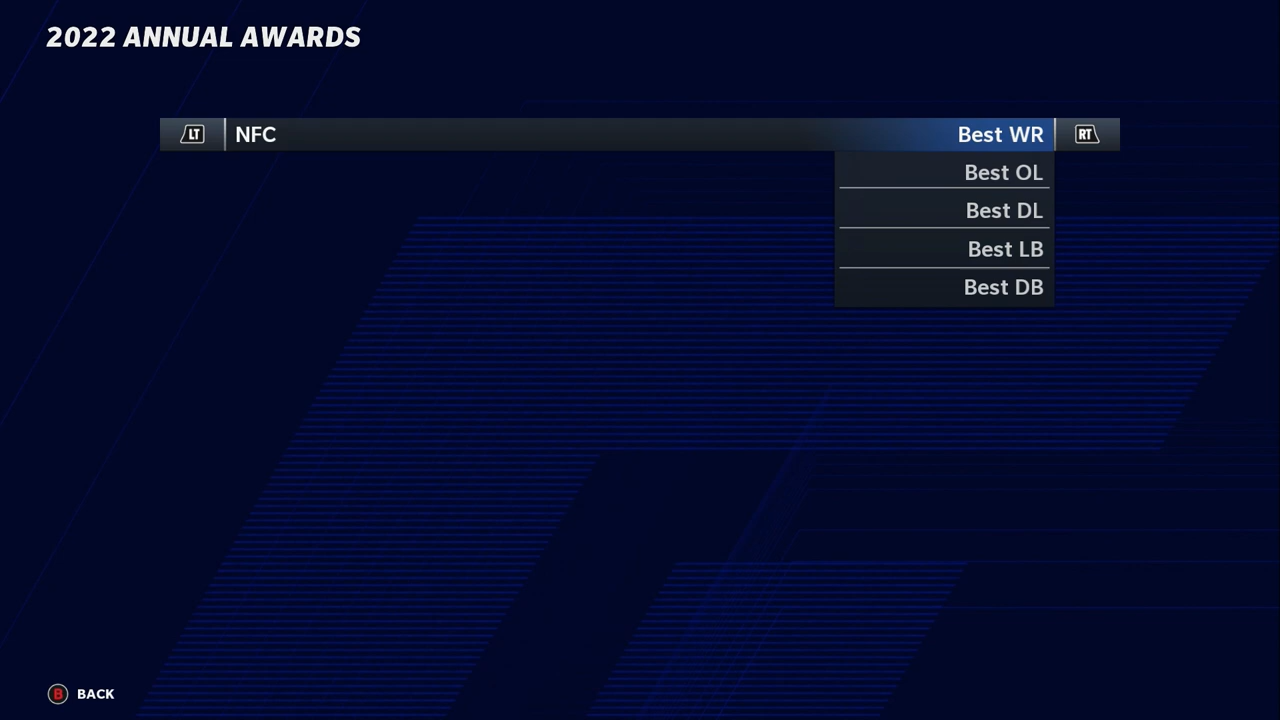 2022 ANNUAL AWARDS
LT NFC Best WR RT
Best OL
Best DL
Best LB
Best DB
B BACK